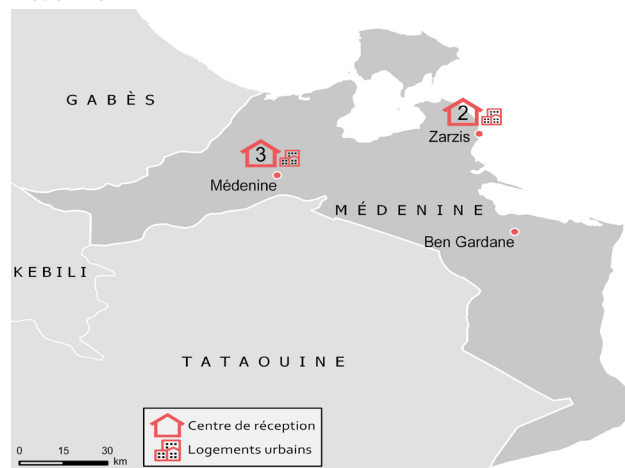 GABÈS
2
Zarzis
3
Médenine
MÉDENINE
Ben Gardane
KEBILI
TATAOUINE
Centre de réception
Logements urbains
0 15 30
km